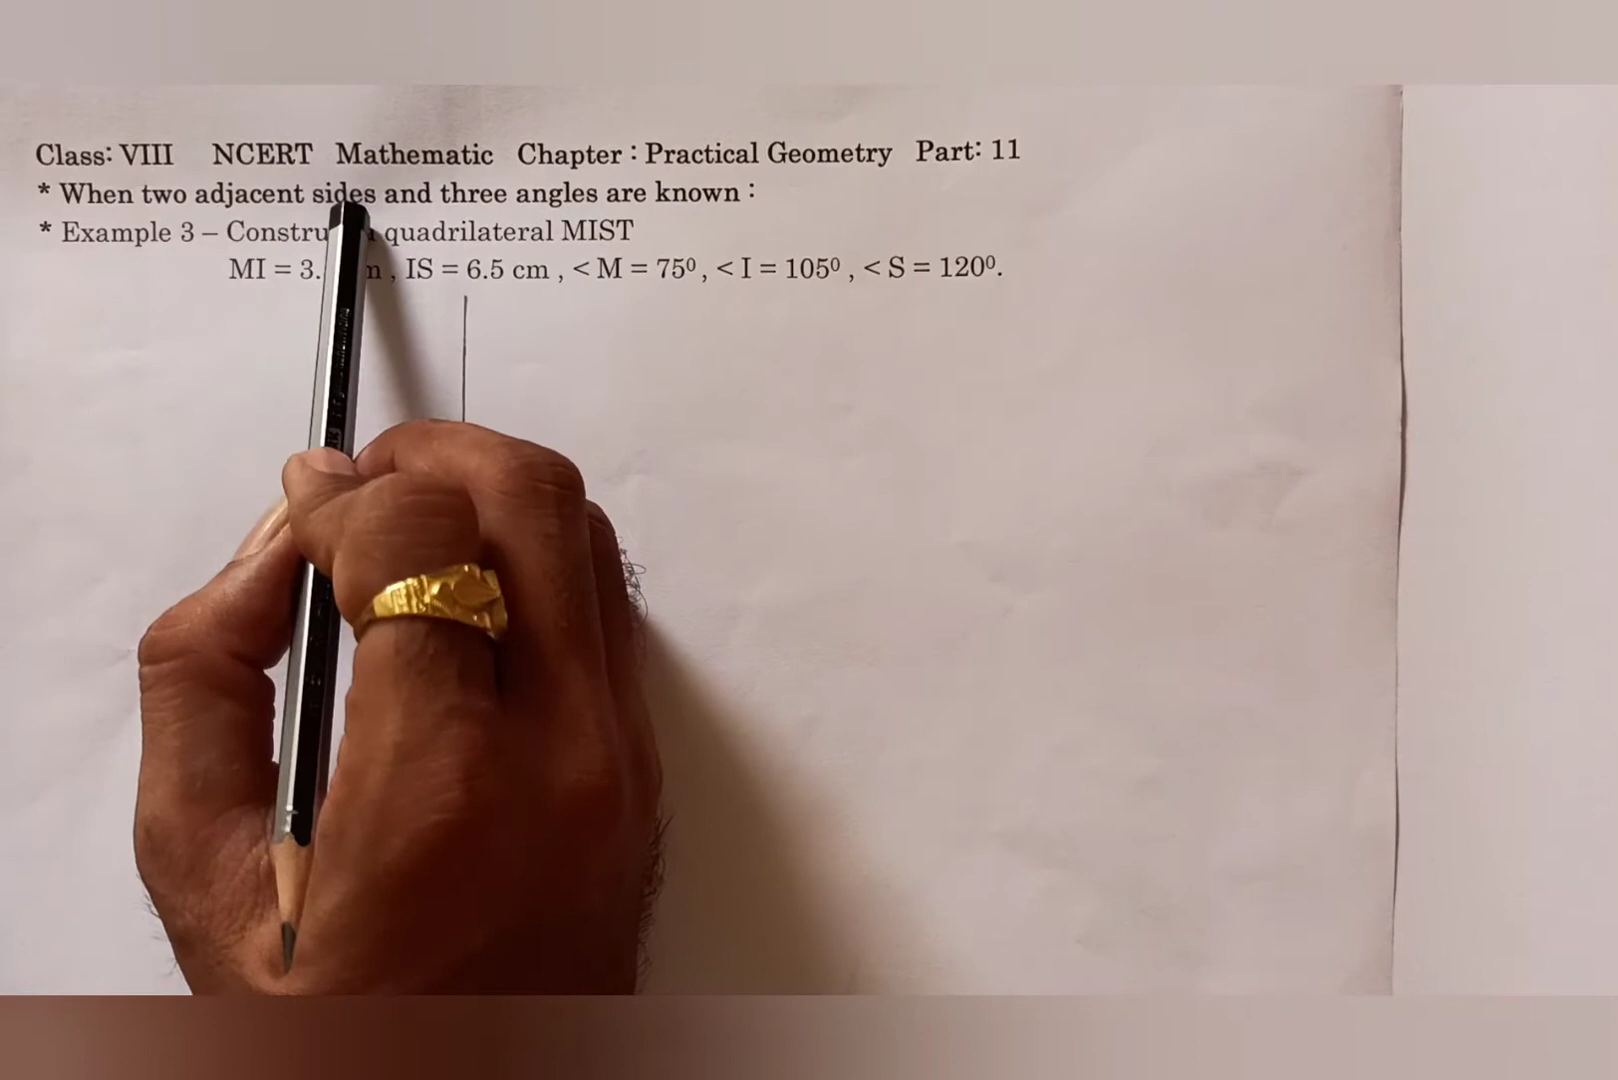 Class: VIII NCERT Mathematic Chapter : Practical Geometry Part: 11
* When two adjacent sides and three angles are known :
* Example 3 – Constru quadrilateral MIST
MI = 3. m , IS = 6.5 cm , < M = 75⁰ , < I = 105⁰ , < S = 120⁰.